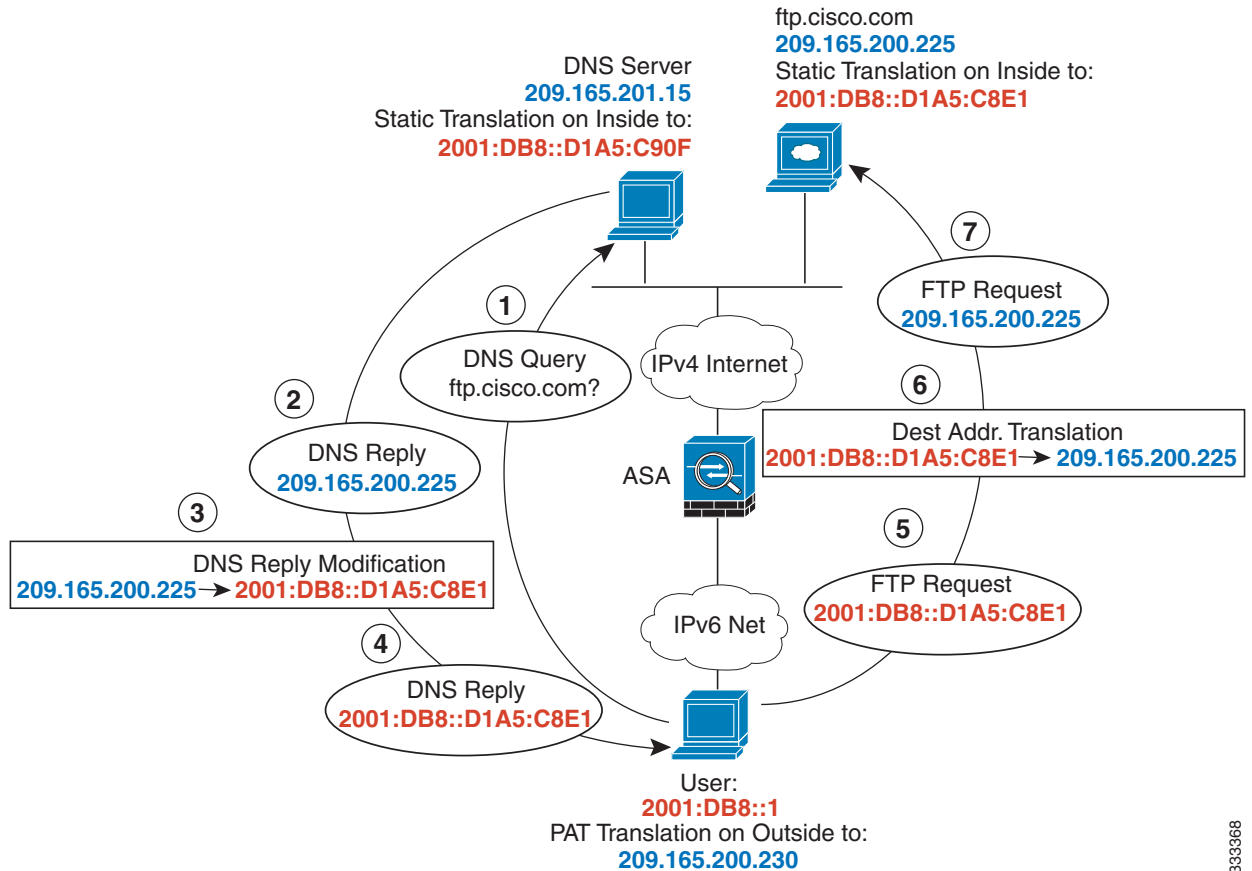 ftp.cisco.com
209.165.200.225
Static Translation on Inside to:
2001:DB8::D1A5:C8E1
DNS Server
209.165.201.15
Static Translation on Inside to:
2001:DB8::D1A5:C90F
7
FTP Request
209.165.200.225
1
DNS Query
ftp.cisco.com?
IPv4 Internet
6
Dest Addr. Translation
2001:DB8::D1A5:C8E1 → 209.165.200.225
2
DNS Reply
209.165.200.225
ASA
3
DNS Reply Modification
209.165.200.225 → 2001:DB8::D1A5:C8E1
5
FTP Request
2001:DB8::D1A5:C8E1
IPv6 Net
4
DNS Reply
2001:DB8::D1A5:C8E1
User:
2001:DB8::1
PAT Translation on Outside to:
209.165.200.230
333368